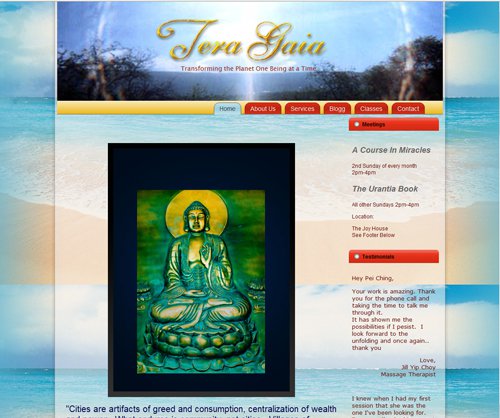 Tera Gaia
Transforming the Planet One Being at a Time
Home
About Us
Services
Blogg
Classes
Contact
Meetings
A Course In Miracles
2nd Sunday of every month
2pm-4pm
The Urantia Book
All other Sundays 2pm-4pm
Location:
The Joy House
See Footer Below
Testimonials
Hey Pei Ching,
Your work is amazing. Thank
you for the phone call and
taking the time to talk me
through it.
It has shown me the
possibilities if I pesist. I
look forward to the
unfolding and once again..
thank you
Love,
Jill Yip Choy
Massage Therapist
I knew when I had my first
session that she was the
one I've been looking for.
"Cities are artifacts of greed and consumption, centralization of wealth